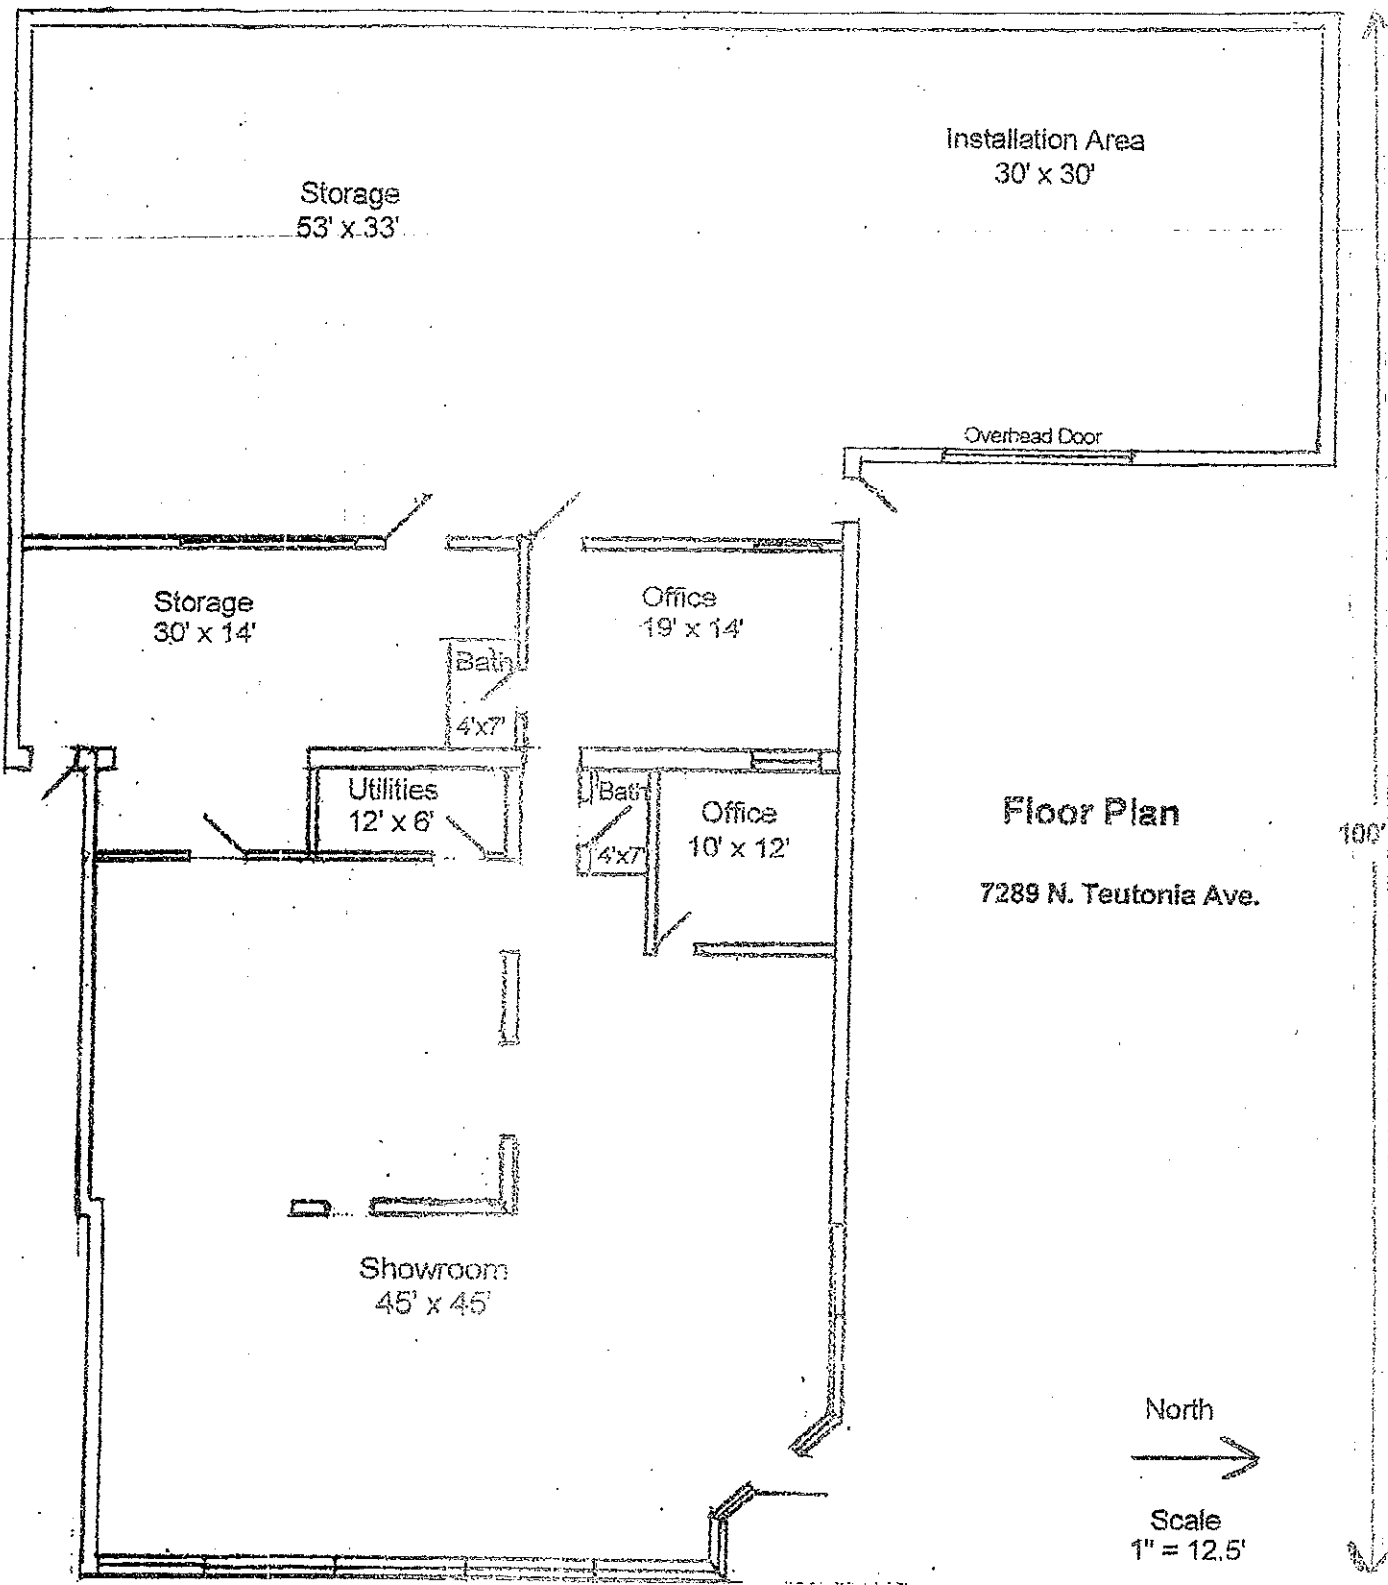 Installation Area
30' x 30'
Storage
53' x 33'
Overhead Door
Storage
30' x 14'
Office
19' x 14'
Bath
4'x7'
Utilities
12' x 6'
Bath
4'x7'
Office
10' x 12'
Floor Plan
7289 N. Teutonia Ave.
100'
Showroom
45' x 45'
North
Scale
1" = 12.5'